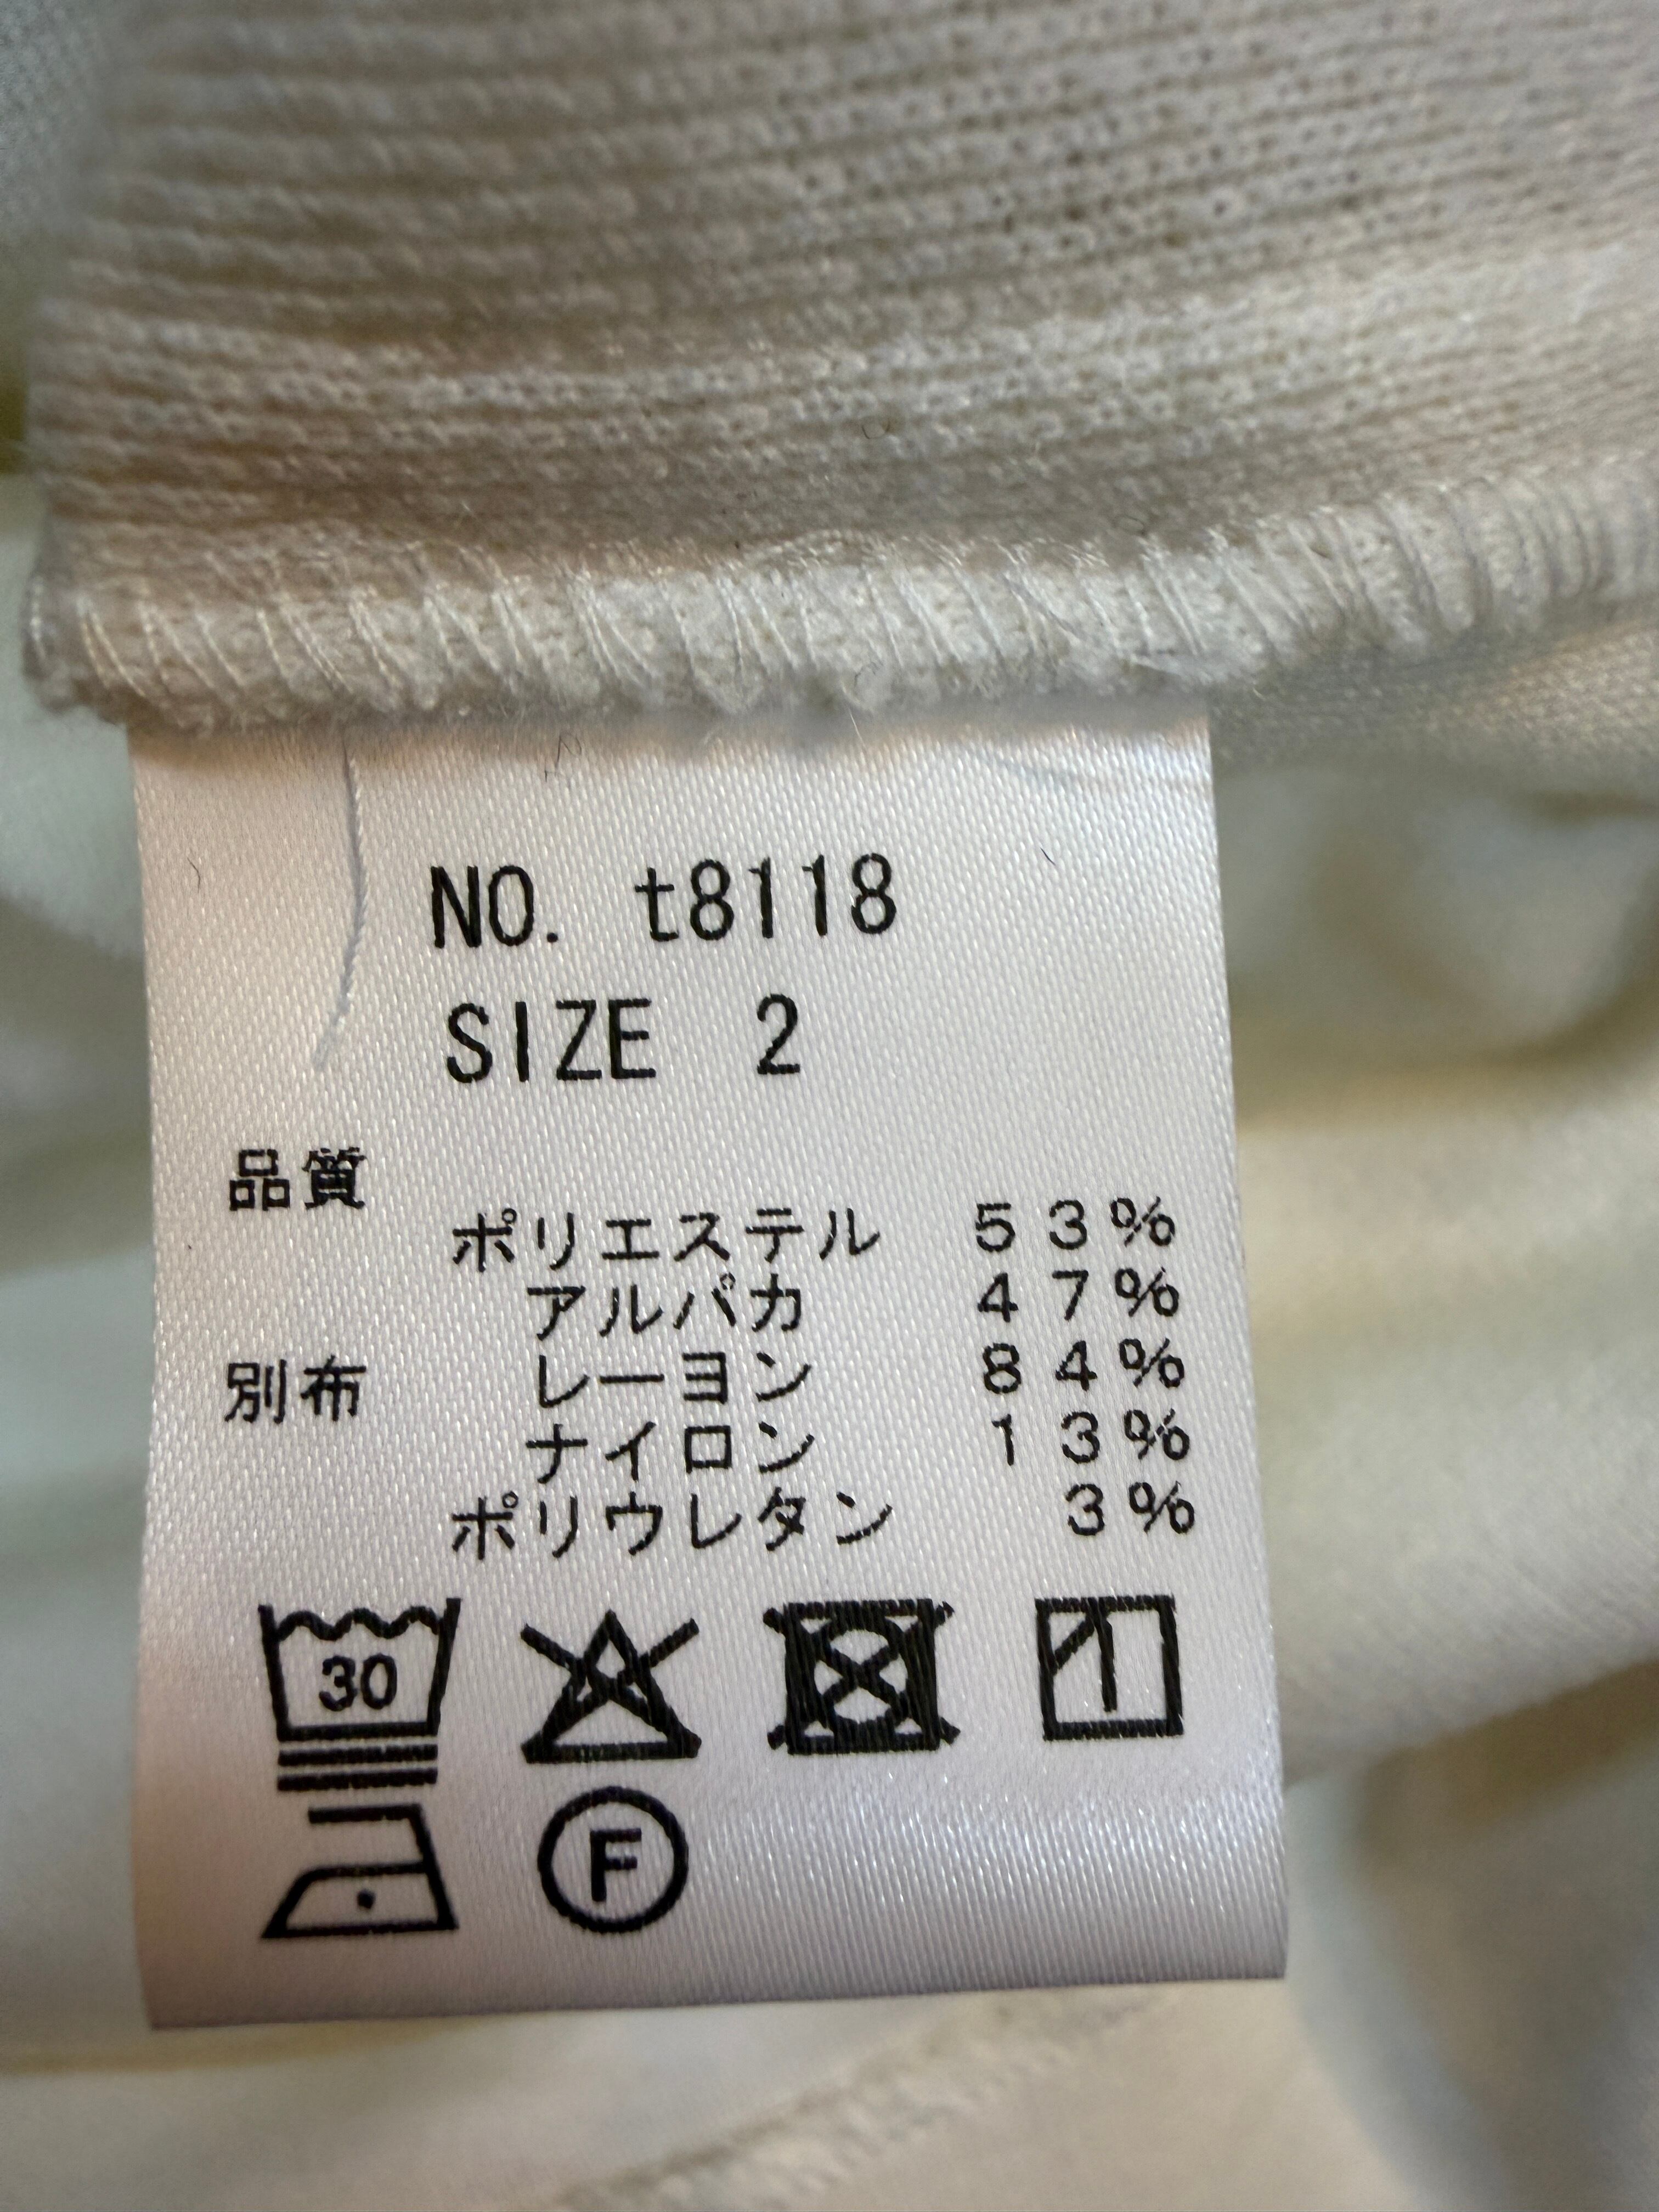 NO. t8118
SIZE 2
品質
ポリエステル 53%
アルパカ 47%
別布 レーヨン 84%
ナイロン 13%
ポリウレタン 3%
30
F